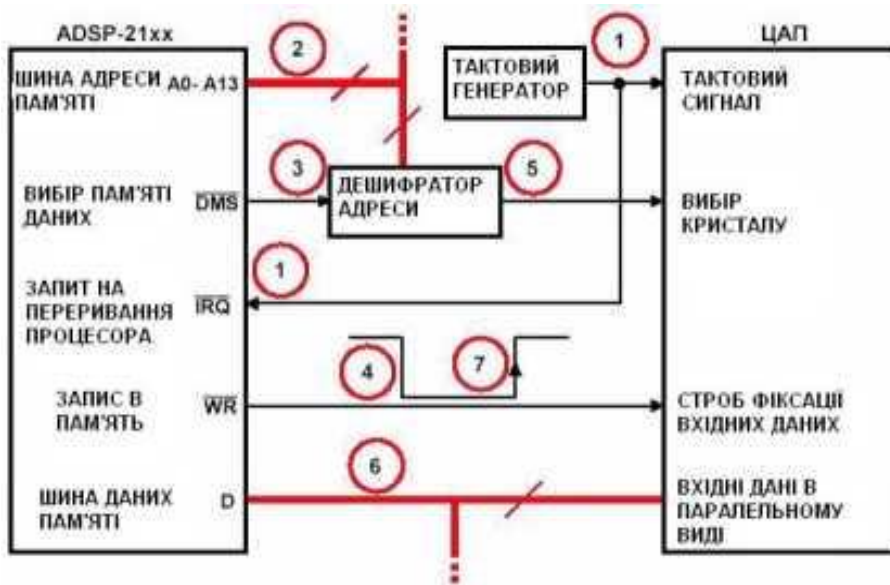 ADSP-21xx
ЦАП
2
1
ШИНА АДРЕСИ
ПАМ'ЯТІ
A0- A13
ТАКТОВИЙ
ГЕНЕРАТОР
ТАКТОВИЙ
СИГНАЛ
3
5
ВИБІР ПАМ'ЯТІ
ДАНИХ
DMS
ДЕШИФРАТОР
АДРЕСИ
ВИБІР
КРИСТАЛУ
1
ЗАПИТ НА
ПЕРЕРИВАННЯ
ПРОЦЕСОРА
IRQ
4
7
ЗАПИС В
ПАМ'ЯТЬ
WR
СТРОБ ФІКСАЦІЇ
ВХІДНИХ ДАНИХ
6
ШИНА ДАНИХ
ПАМ'ЯТІ
D
ВХІДНІ ДАНІ В
ПАРАЛЕЛЬНОМУ
ВИДІ